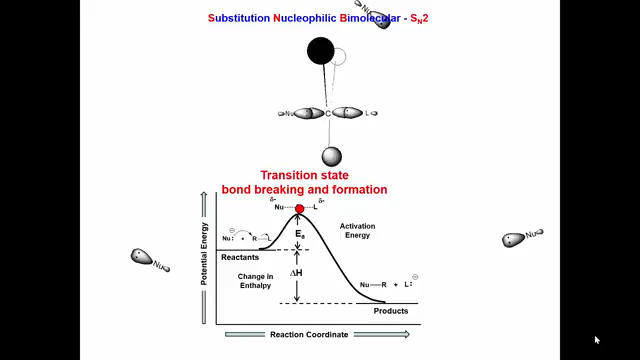 Substitution Nucleophilic Bimolecular - SN2
Nu
Nu C L
Transition state
bond breaking and formation
δ- δ-
Nu L
Activation
Energy
Ea
Nu: + R L
Reactants
Change in
Enthalpy
ΔH
Nu R + L:
Products
Potential Energy
Reaction Coordinate
Nu
Nu